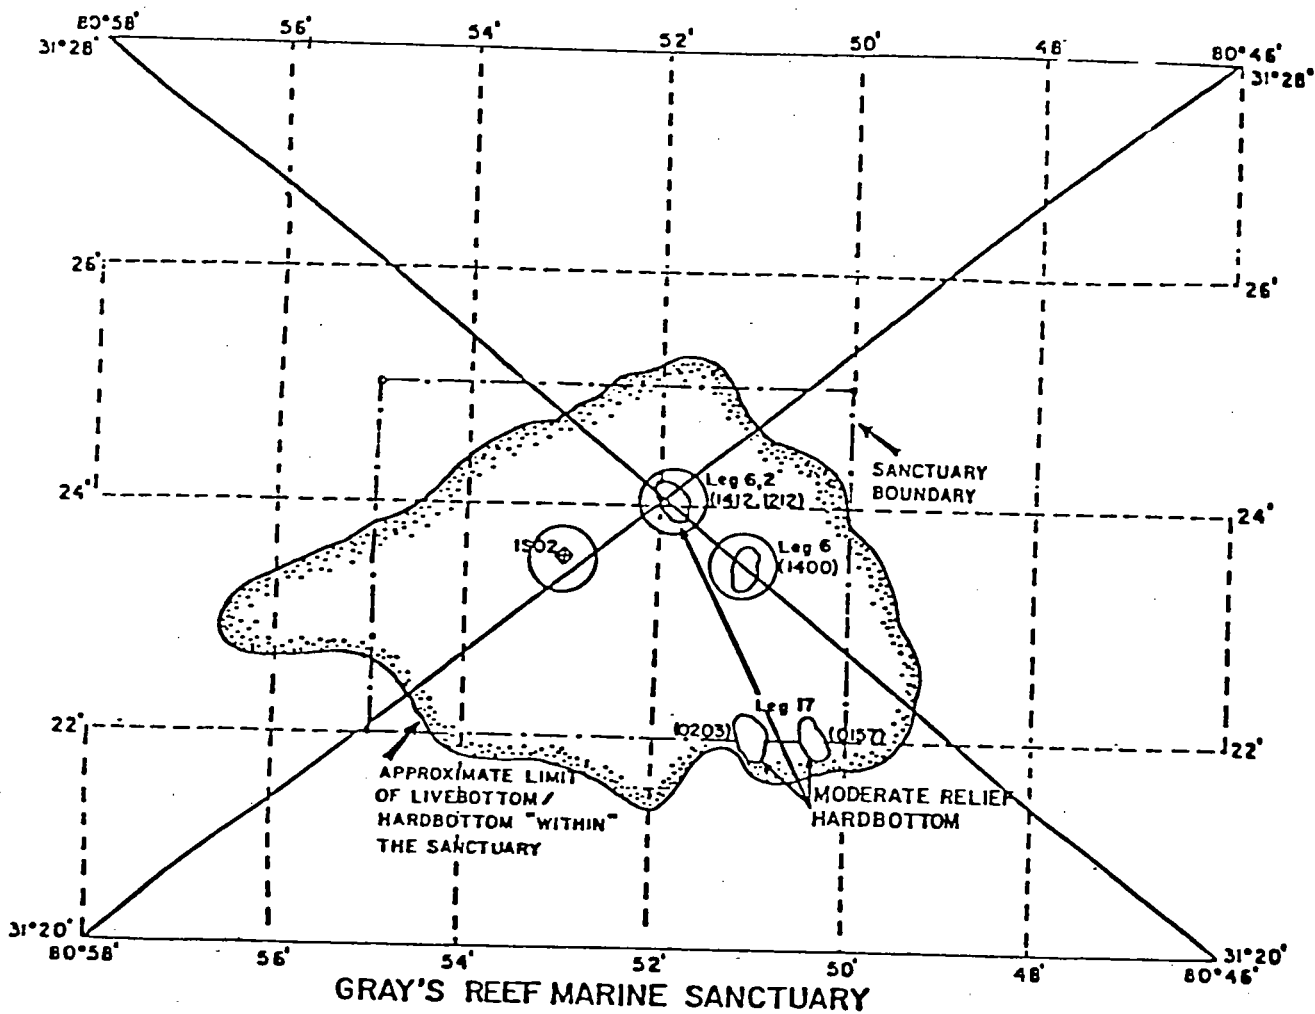 80°58'
56'
54'
52'
50'
48'
80°46'
31°28'
31°28'
26'
26'
SANCTUARY
BOUNDARY
Leg 6,2
(1412,1212)
24'
24'
1502
Leg 6
(1400)
Leg 17
(0203)
(0157)
22'
22'
APPROXIMATE LIMIT
OF LIVEBOTTOM/
HARDBOTTOM "WITHIN"
THE SANCTUARY
MODERATE RELIEF
HARDBOTTOM
31°20'
31°20'
80°58'
56'
54'
52'
50'
48'
80°46'
GRAY'S REEF MARINE SANCTUARY